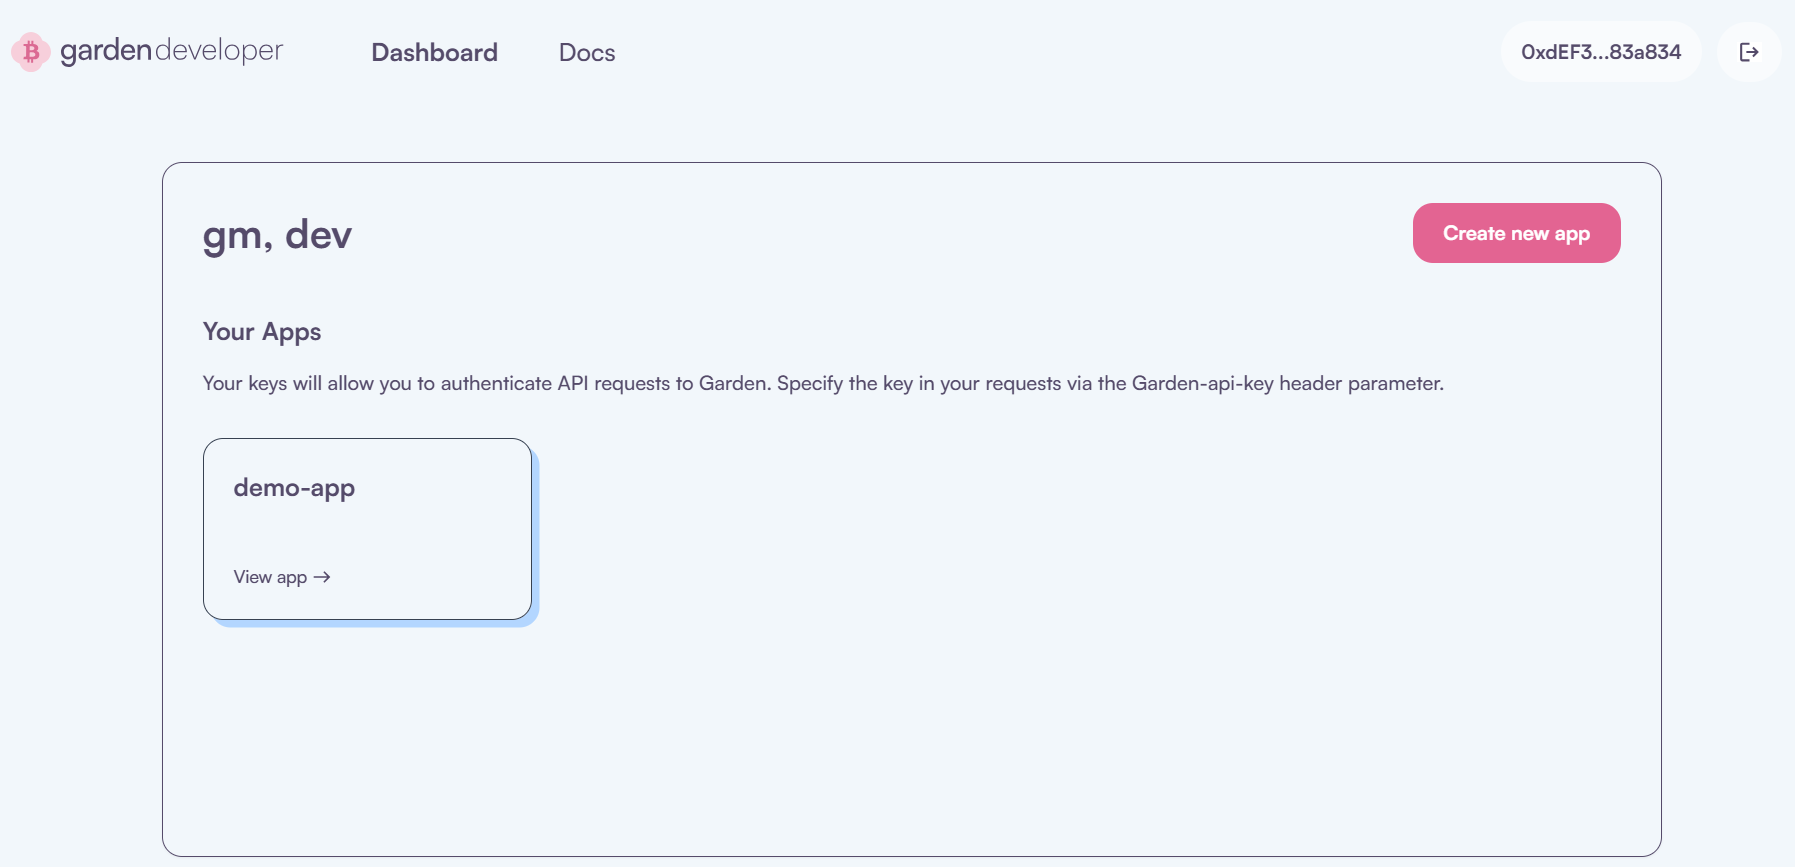 gardendeveloper
Dashboard
Docs
0xdEF3...83a834
gm, dev
Create new app
Your Apps
Your keys will allow you to authenticate API requests to Garden. Specify the key in your requests via the Garden-api-key header parameter.
demo-app
View app →